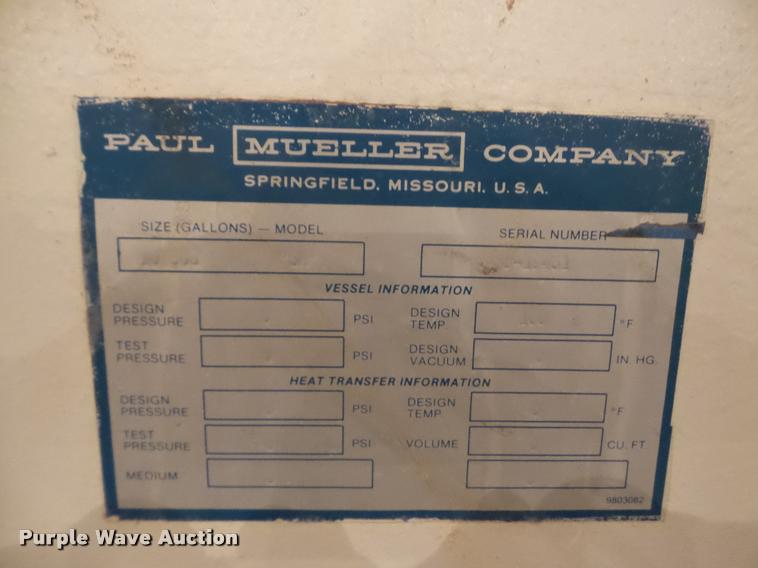 PAUL MUELLER COMPANY
SPRINGFIELD, MISSOURI, U.S.A.
SIZE (GALLONS) — MODEL SERIAL NUMBER
VESSEL INFORMATION
DESIGN PRESSURE PSI DESIGN TEMP °F
TEST PRESSURE PSI DESIGN VACUUM IN. HG.
HEAT TRANSFER INFORMATION
DESIGN PRESSURE PSI DESIGN TEMP °F
TEST PRESSURE PSI VOLUME CU. FT
MEDIUM
9803082
Purple Wave Auction